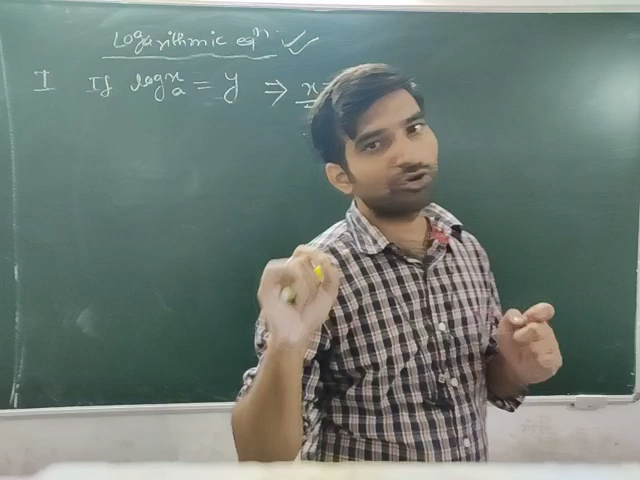 Logarithmic eqⁿ.
I If logₐx = y ⇒ x